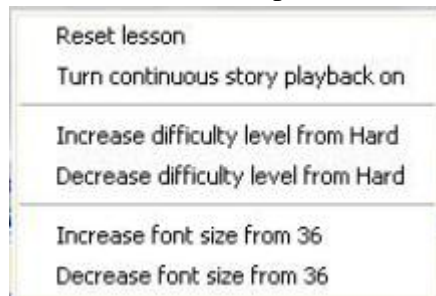 Reset lesson
Turn continuous story playback on
Increase difficulty level from Hard
Decrease difficulty level from Hard
Increase font size from 36
Decrease font size from 36